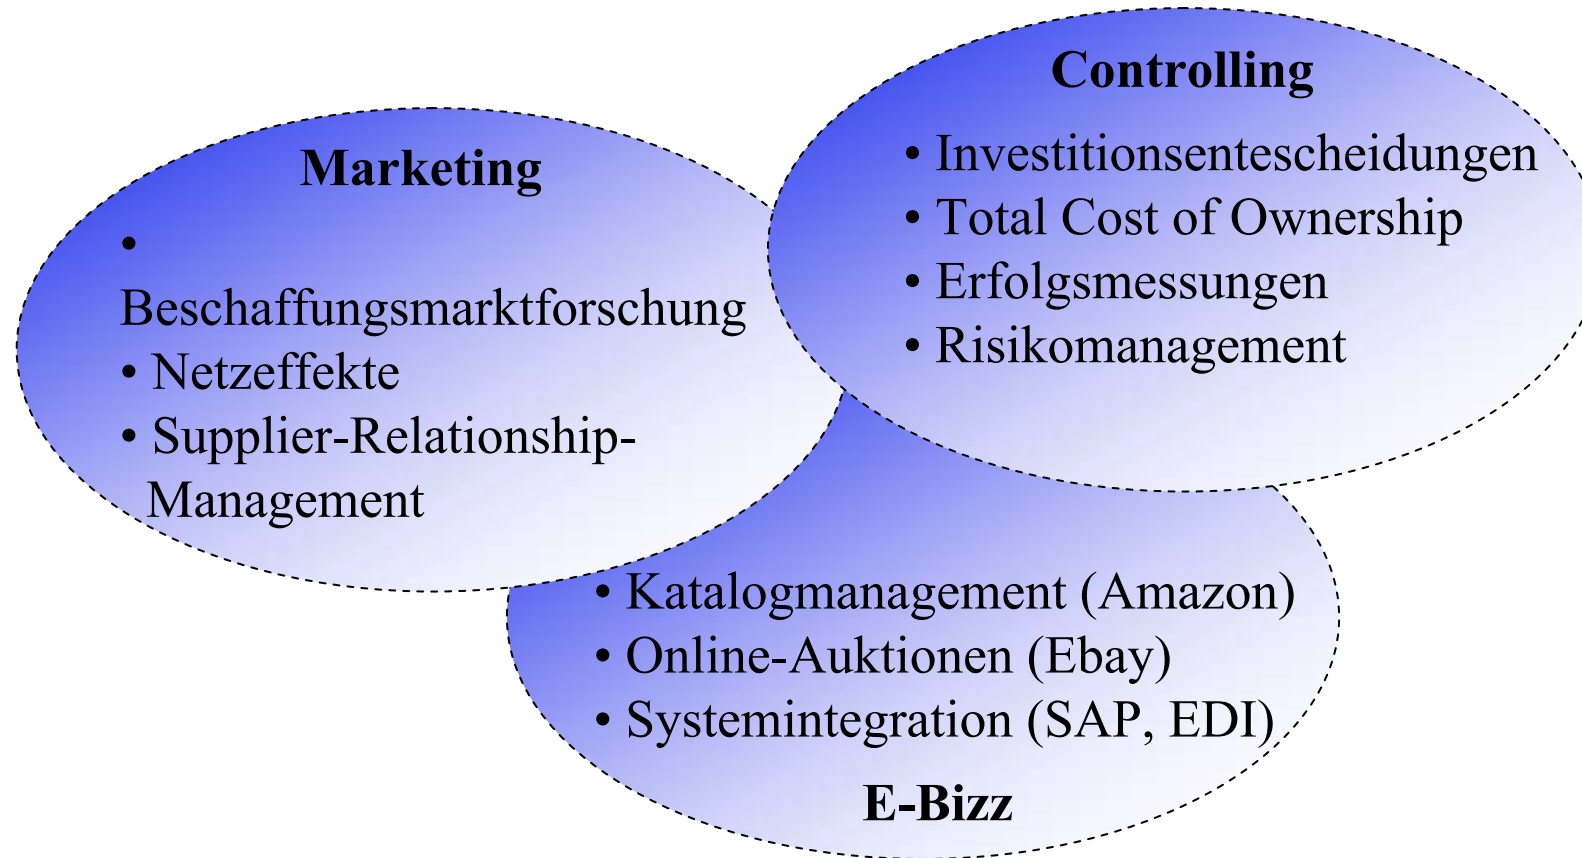 Marketing
•
Beschaffungsmarktforschung
• Netzeffekte
• Supplier-Relationship-
Management
Controlling
• Investitionsentescheidungen
• Total Cost of Ownership
• Erfolgsmessungen
• Risikomanagement
• Katalogmanagement (Amazon)
• Online-Auktionen (Ebay)
• Systemintegration (SAP, EDI)
E-Bizz